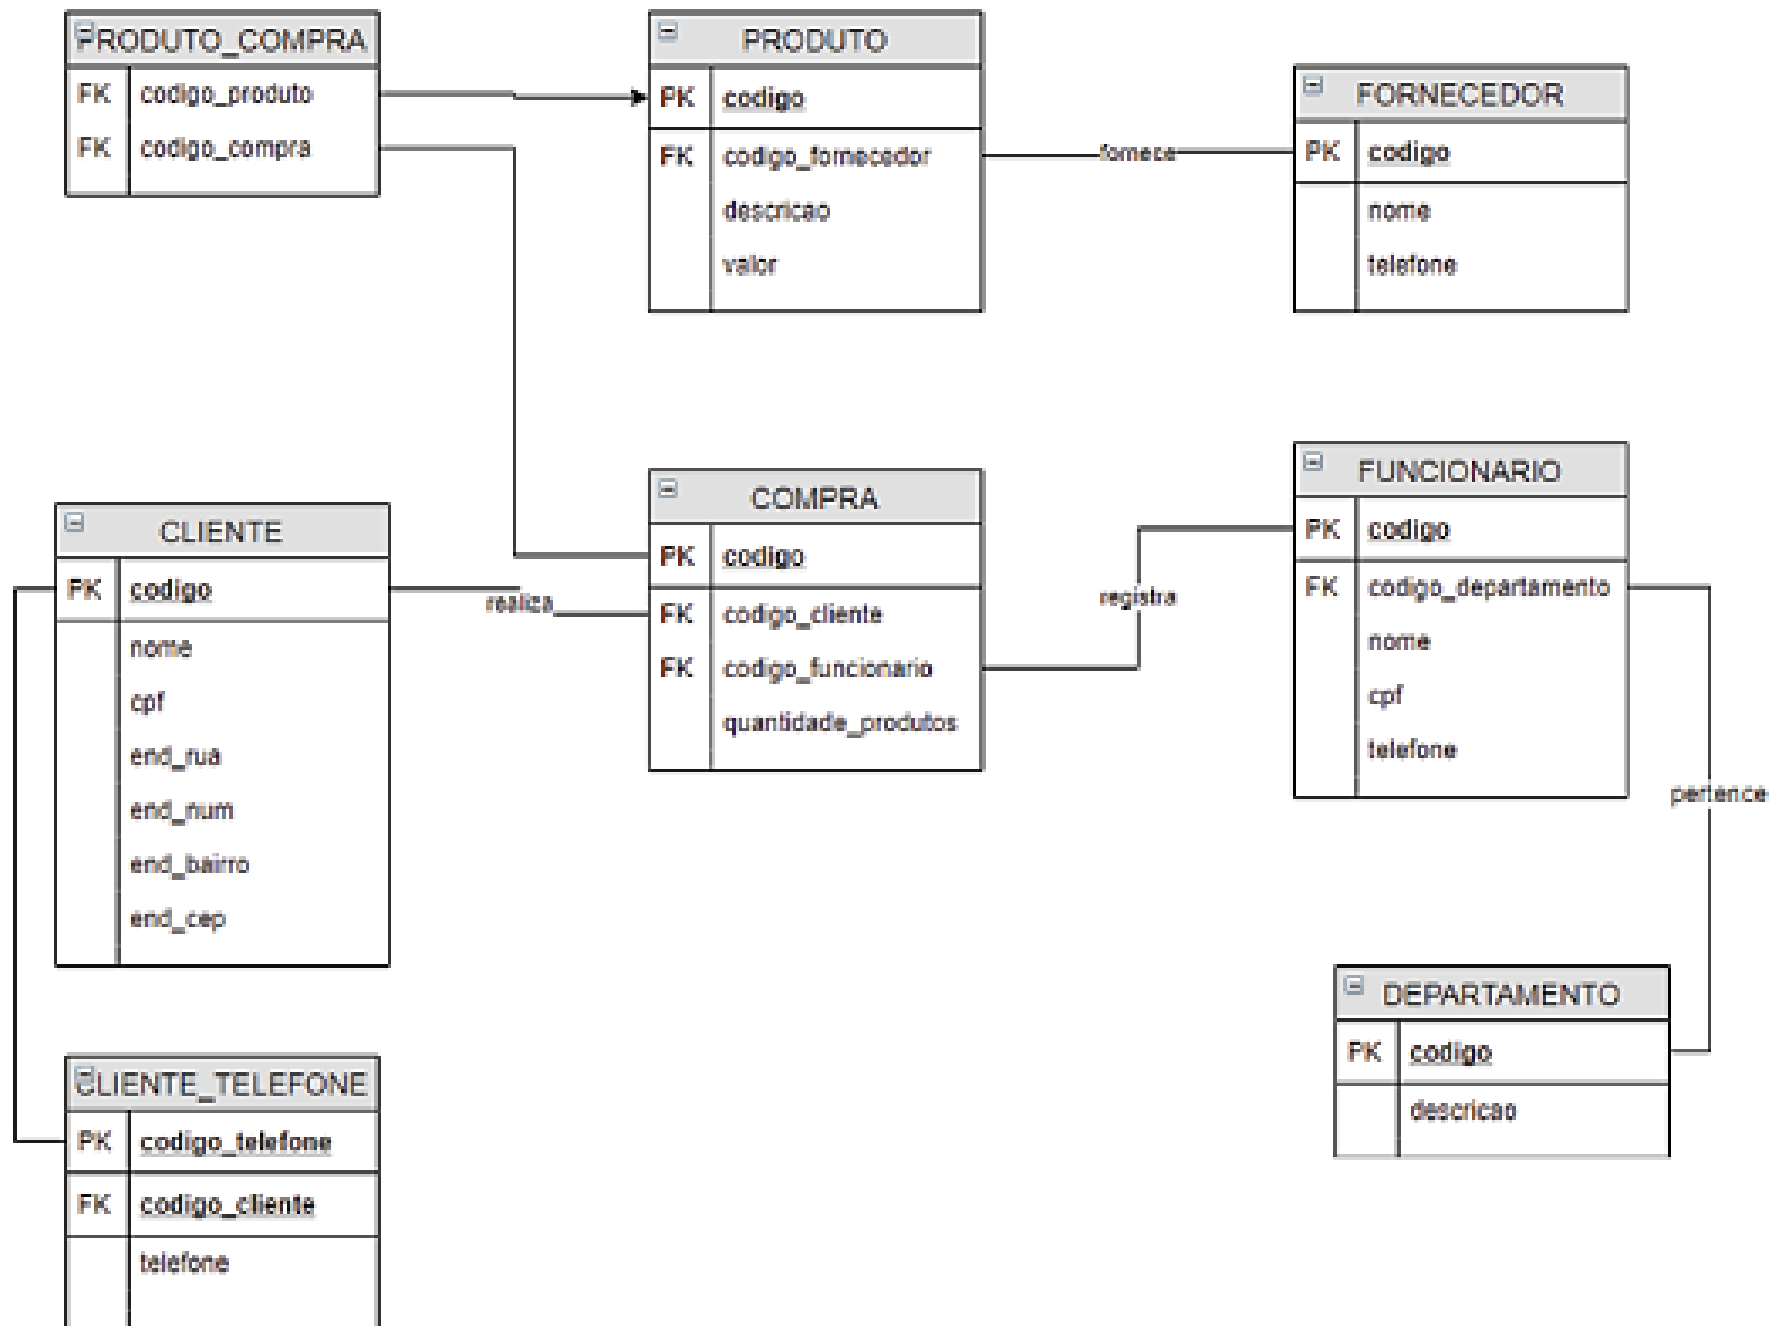 PRODUTO_COMPRA
FK codigo_produto
FK codigo_compra
PRODUTO
PK codigo
FK codigo_fornecedor
descricao
valor
fornece
FORNECEDOR
PK codigo
nome
telefone
CLIENTE
PK codigo
nome
cpf
end_rua
end_num
end_bairro
end_cep
realiza
COMPRA
PK codigo
FK codigo_cliente
FK codigo_funcionario
quantidade_produtos
registra
FUNCIONARIO
PK codigo
FK codigo_departamento
nome
cpf
telefone
pertence
CLIENTE_TELEFONE
PK codigo_telefone
FK codigo_cliente
telefone
DEPARTAMENTO
PK codigo
descricao